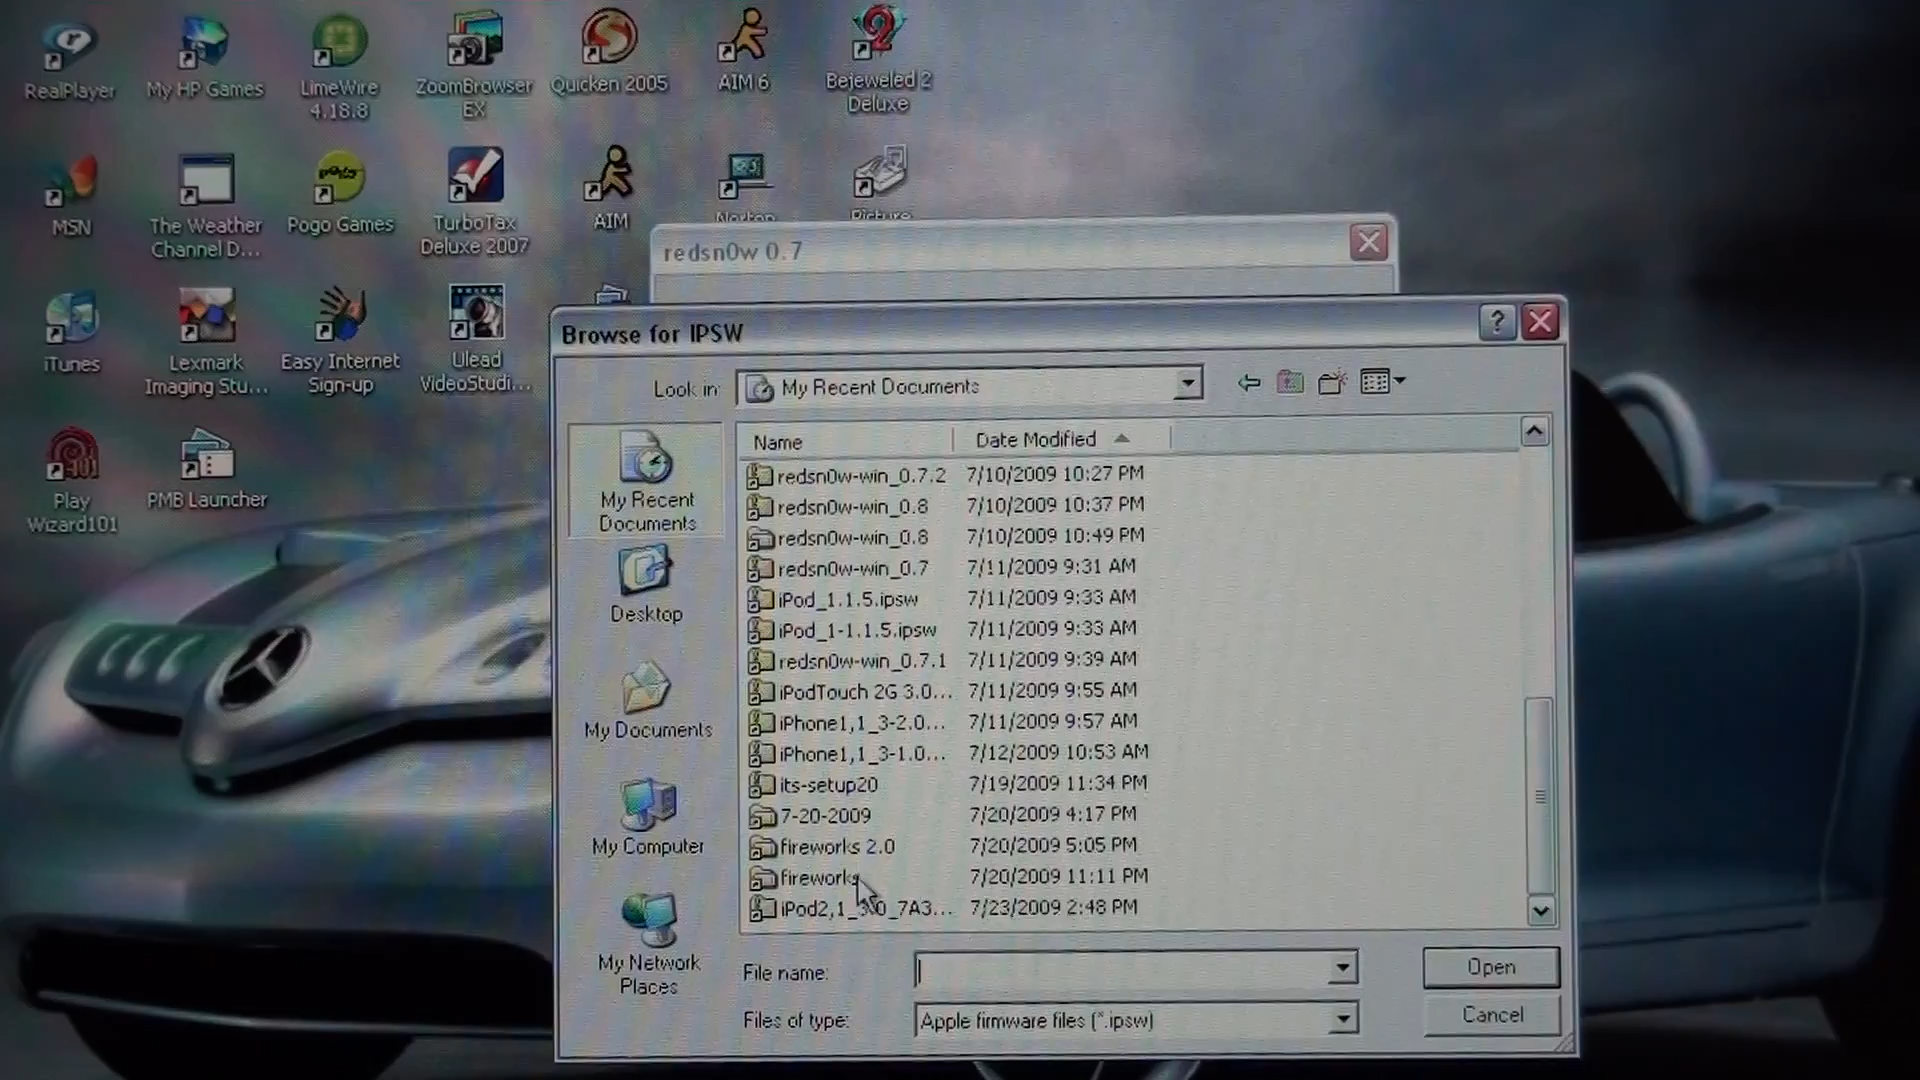 RealPlayer
My HP Games
LimeWire
4.18.8
ZoomBrowser
EX
Quicken 2005
AIM 6
Bejeweled 2
Deluxe
MSN
The Weather
Channel D...
Pogo Games
TurboTax
Deluxe 2007
AIM
Norton
Picture
iTunes
Lexmark
Imaging Stu...
Easy Internet
Sign-up
Ulead
VideoStudi...
Play
Wizard101
PMB Launcher
redsn0w 0.7
Browse for IPSW
Look in:
My Recent Documents
My Recent
Documents
Desktop
My Documents
My Computer
My Network
Places
Name Date Modified
redsn0w-win_0.7.2 7/10/2009 10:27 PM
redsn0w-win_0.8 7/10/2009 10:37 PM
redsn0w-win_0.8 7/10/2009 10:49 PM
redsn0w-win_0.7 7/11/2009 9:31 AM
iPod_1.1.5.ipsw 7/11/2009 9:33 AM
iPod_1-1.1.5.ipsw 7/11/2009 9:33 AM
redsn0w-win_0.7.1 7/11/2009 9:39 AM
iPodTouch 2G 3.0... 7/11/2009 9:55 AM
iPhone1,1_3-2.0... 7/11/2009 9:57 AM
iPhone1,1_3-1.0... 7/12/2009 10:53 AM
its-setup20 7/19/2009 11:34 PM
7-20-2009 7/20/2009 4:17 PM
fireworks 2.0 7/20/2009 5:05 PM
fireworks 7/20/2009 11:11 PM
iPod2,1_3.0_7A3... 7/23/2009 2:48 PM
File name:
Open
Files of type:
Apple firmware files (*.ipsw)
Cancel